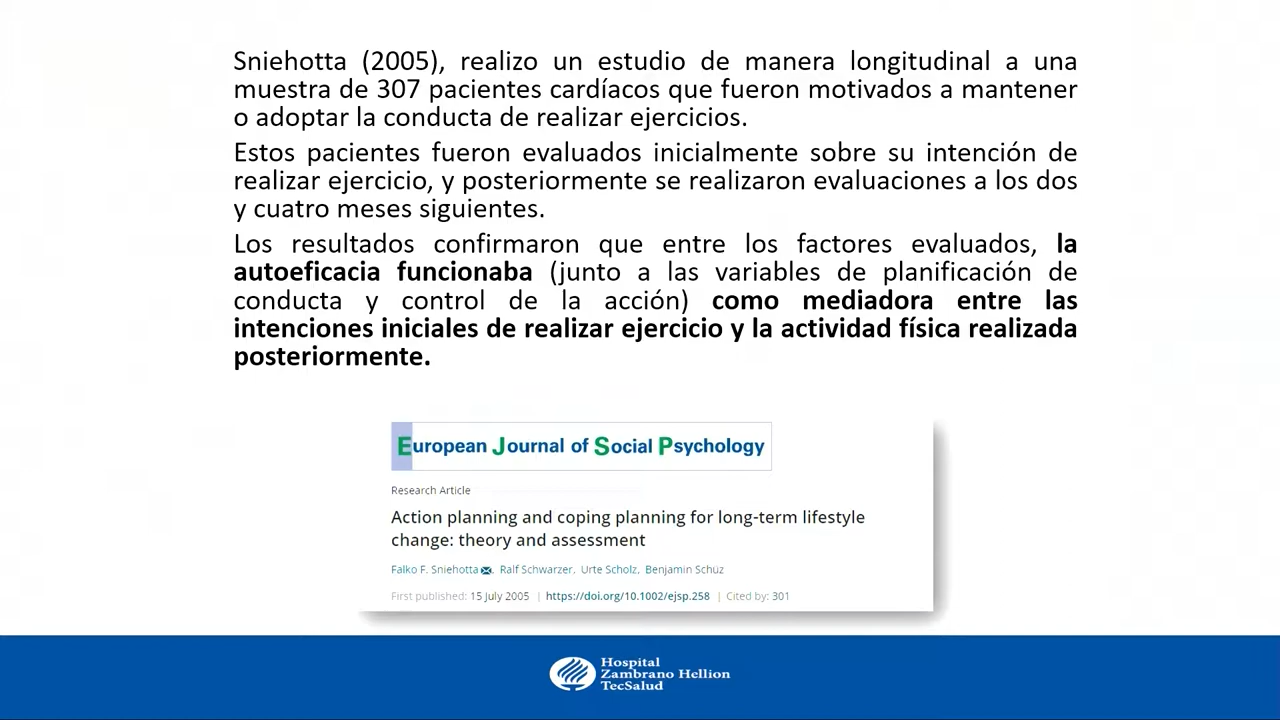 Sniehotta (2005), realizo un estudio de manera longitudinal a una
muestra de 307 pacientes cardíacos que fueron motivados a mantener
o adoptar la conducta de realizar ejercicios.
Estos pacientes fueron evaluados inicialmente sobre su intención de
realizar ejercicio, y posteriormente se realizaron evaluaciones a los dos
y cuatro meses siguientes.
Los resultados confirmaron que entre los factores evaluados, la
autoeficacia funcionaba (junto a las variables de planificación de
conducta y control de la acción) como mediadora entre las
intenciones iniciales de realizar ejercicio y la actividad física realizada
posteriormente.
European Journal of Social Psychology
Research Article
Action planning and coping planning for long-term lifestyle
change: theory and assessment
Falko F. Sniehotta, Ralf Schwarzer, Urte Scholz, Benjamin Schüz
First published: 15 July 2005 | https://doi.org/10.1002/ejsp.258 | Cited by: 301
Hospital
Zambrano Hellion
TecSalud